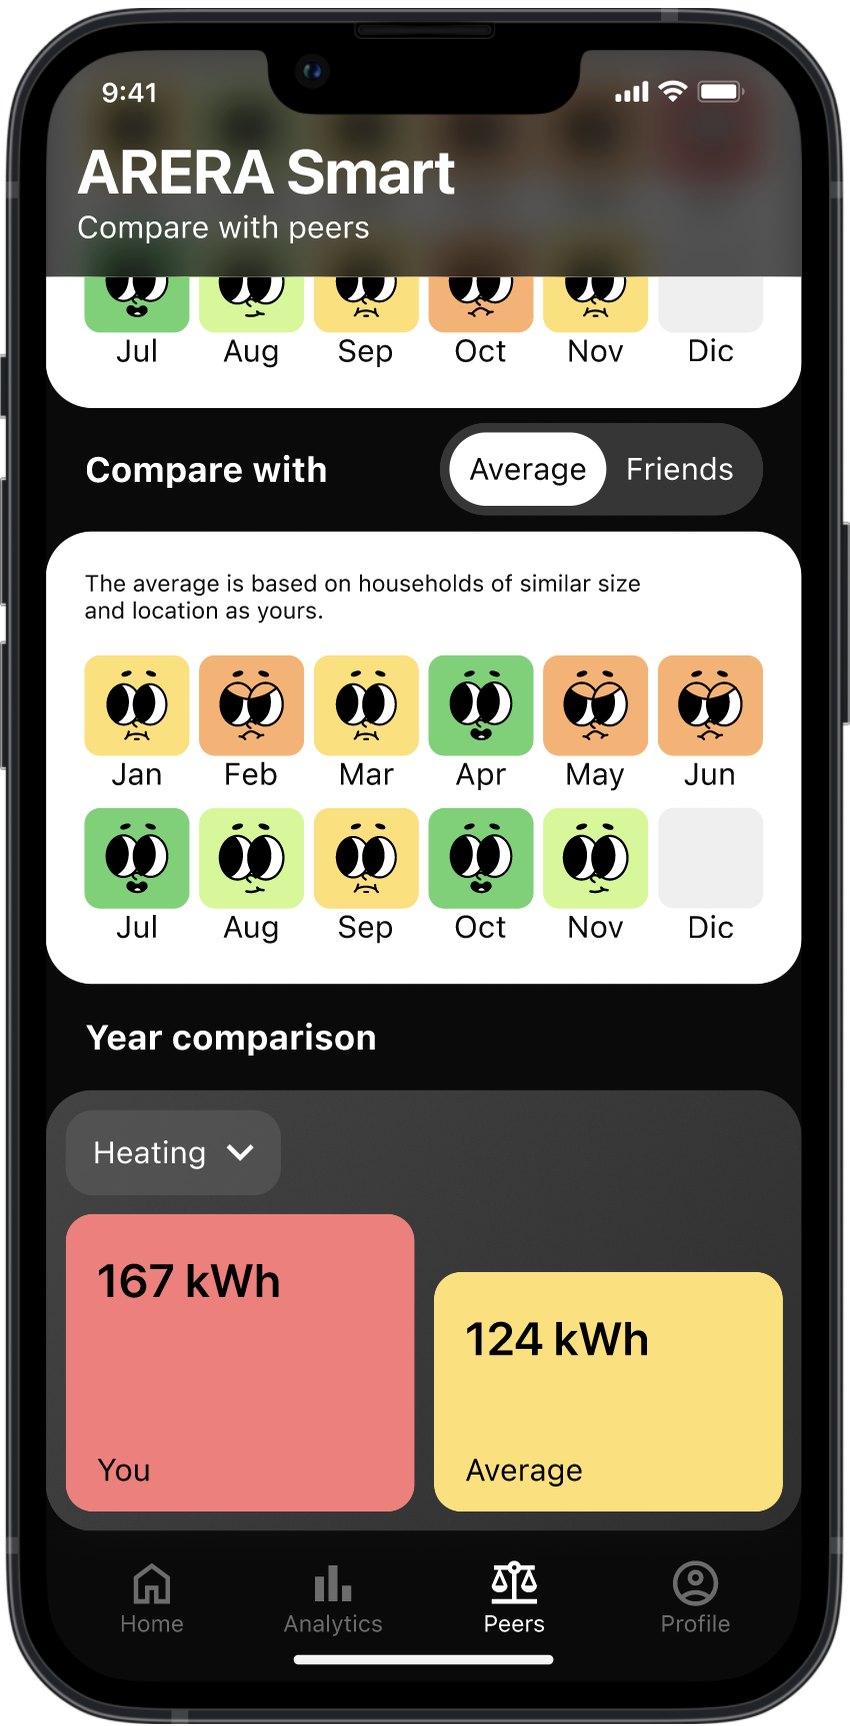 9:41
ARERA Smart
Compare with peers
Jul Aug Sep Oct Nov Dic
Compare with
Average Friends
The average is based on households of similar size
and location as yours.
Jan Feb Mar Apr May Jun
Jul Aug Sep Oct Nov Dic
Year comparison
Heating
167 kWh
You
124 kWh
Average
Home Analytics Peers Profile